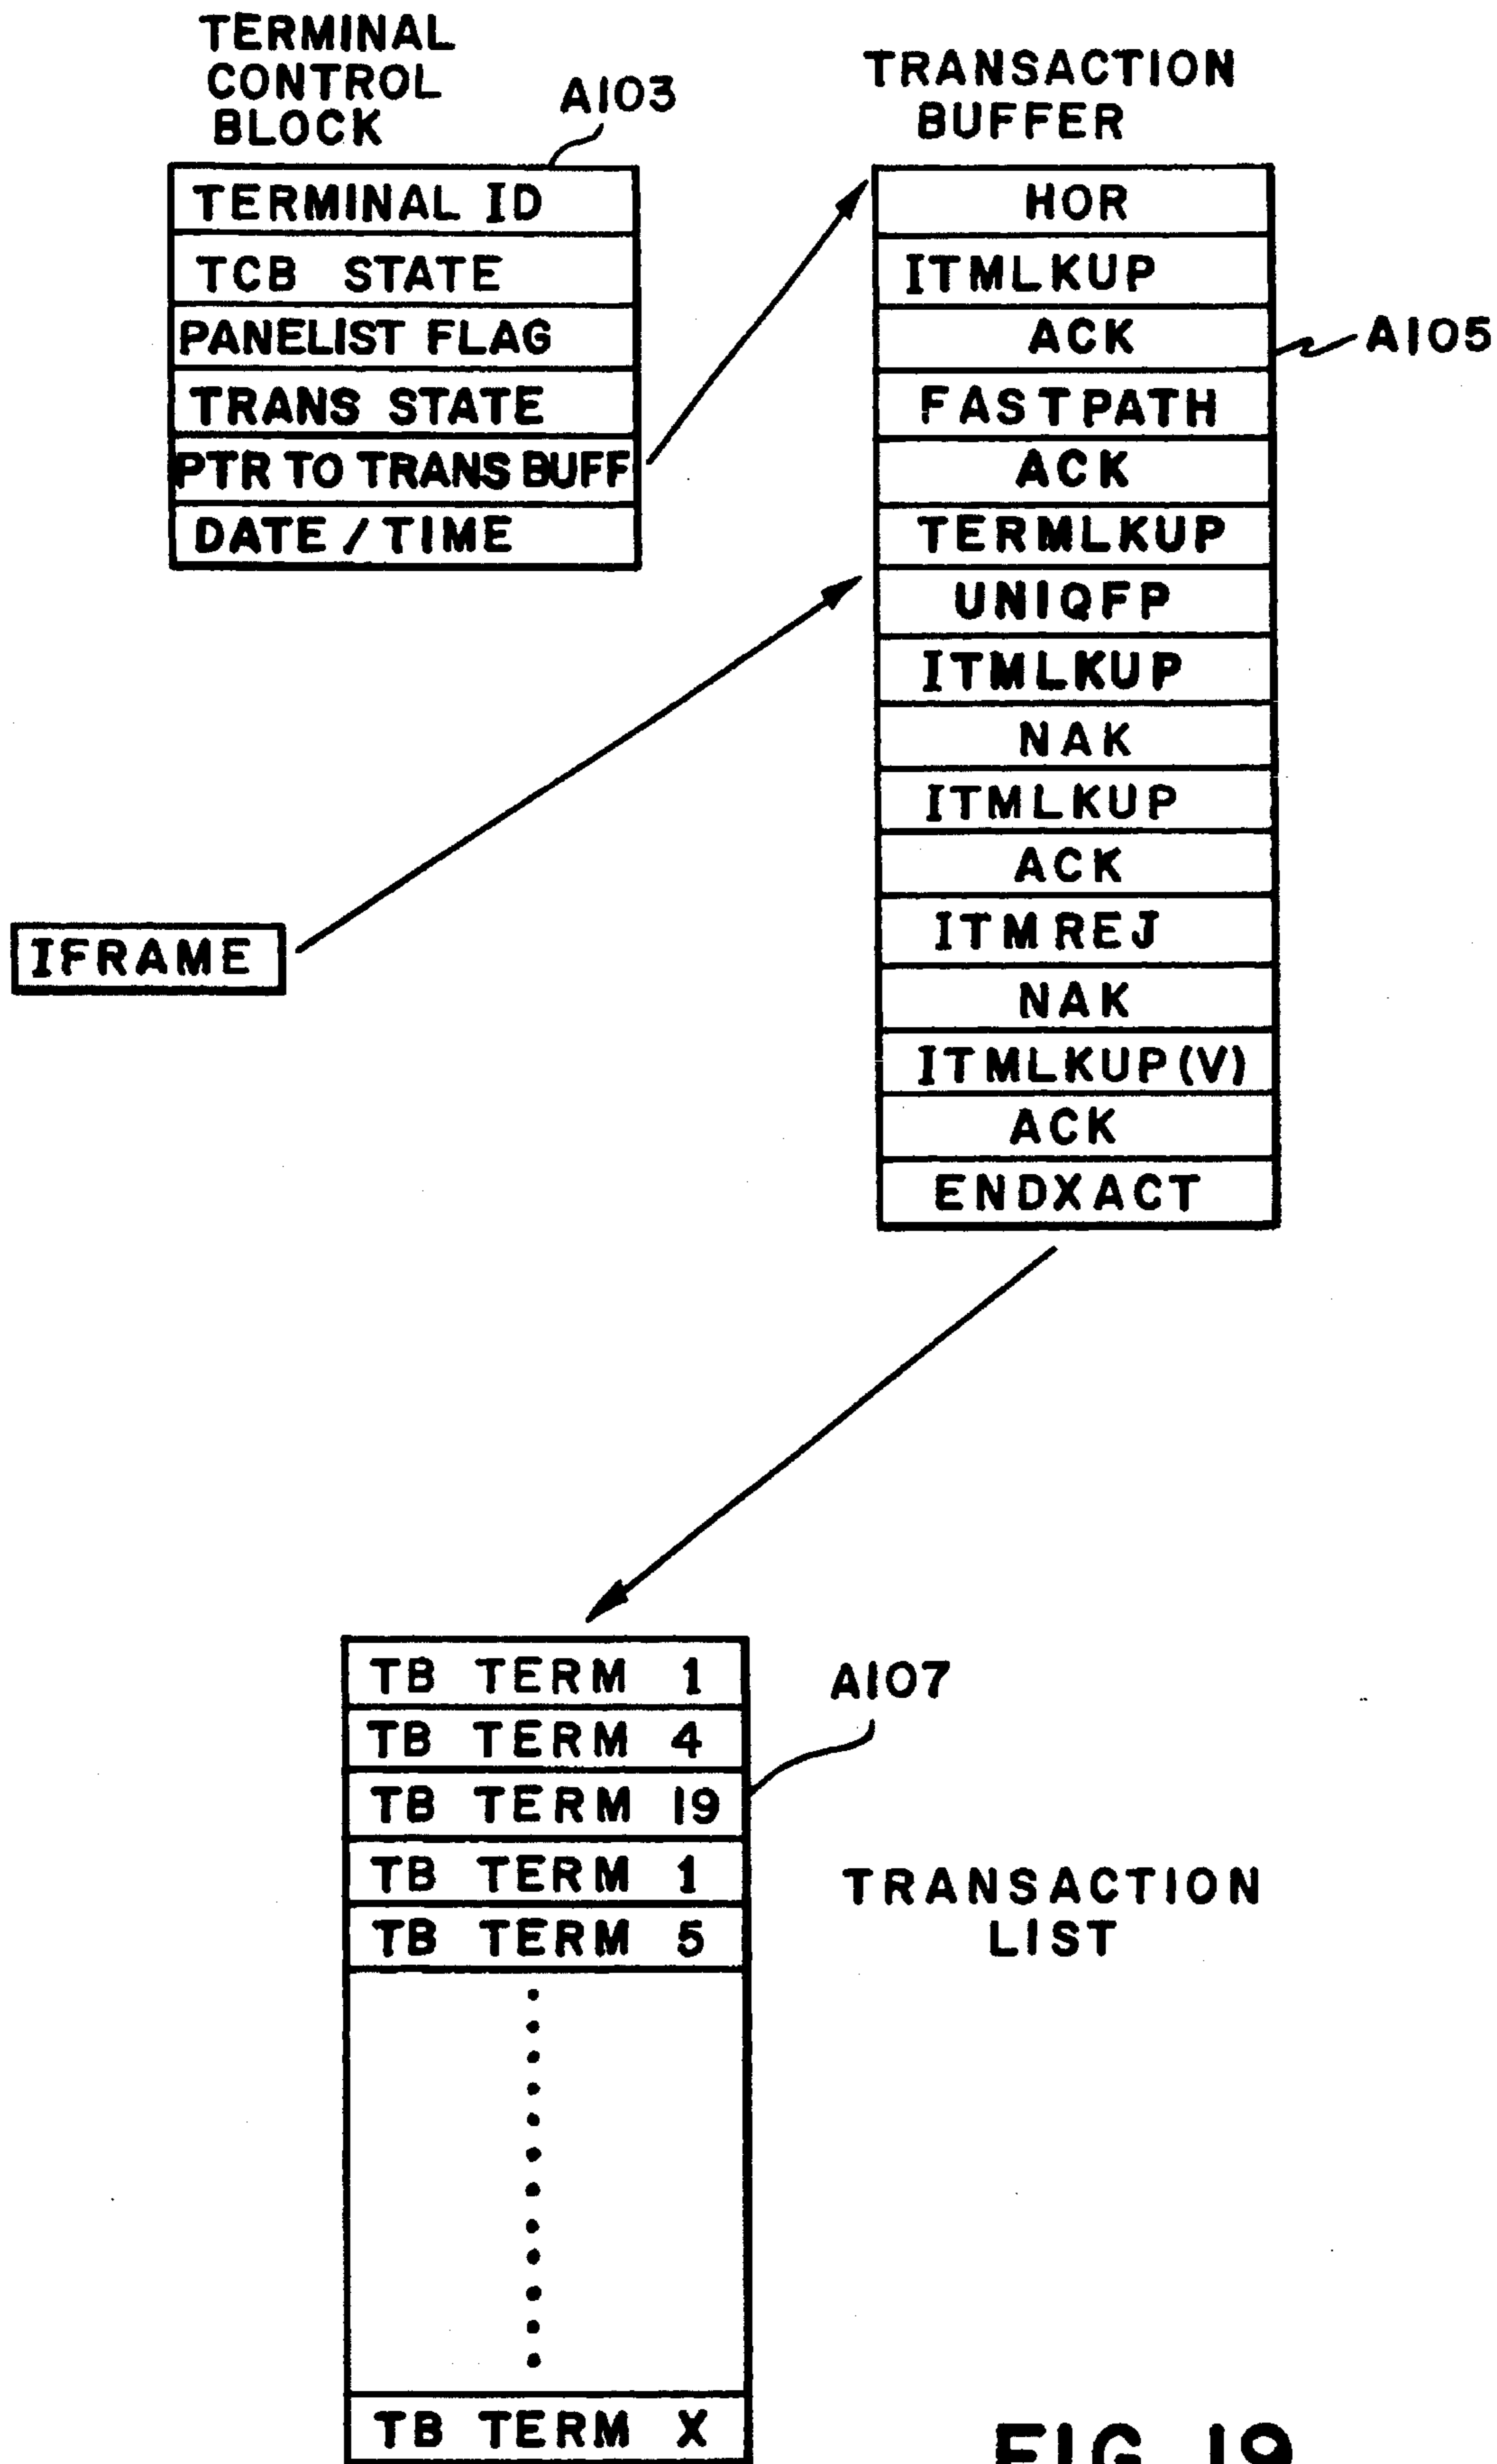 TERMINAL
CONTROL
BLOCK
A103
TERMINAL ID
TCB STATE
PANELIST FLAG
TRANS STATE
PTR TO TRANS BUFF
DATE/TIME
IFRAME
TRANSACTION
BUFFER
HOR
ITMLKUP
ACK
A105
FASTPATH
ACK
TERMLKUP
UNIQFP
ITMLKUP
NAK
ITMLKUP
ACK
ITMREJ
NAK
ITMLKUP(V)
ACK
ENDXACT
TB TERM 1
A107
TB TERM 4
TB TERM 19
TB TERM 1
TB TERM 5
TB TERM X
TRANSACTION
LIST
FIG. 19